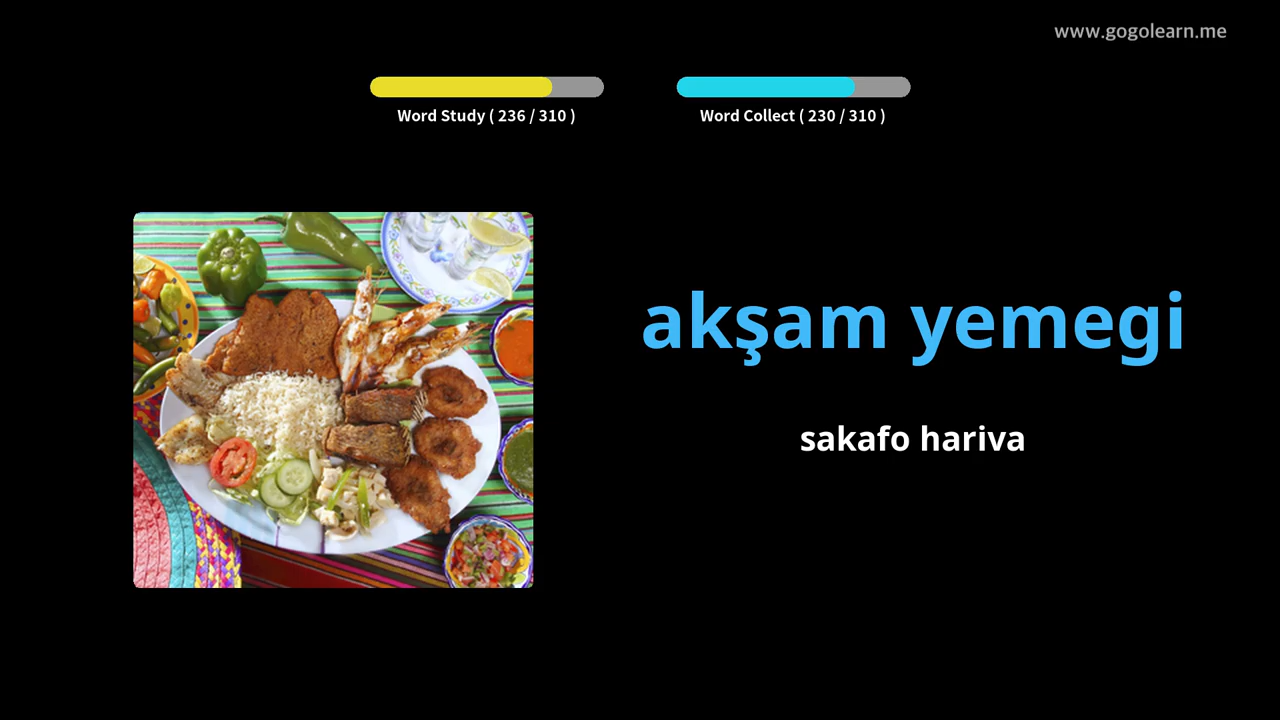 www.gogolearn.me
Word Study ( 236 / 310 )
Word Collect ( 230 / 310 )
akşam yemegi
sakafo hariva